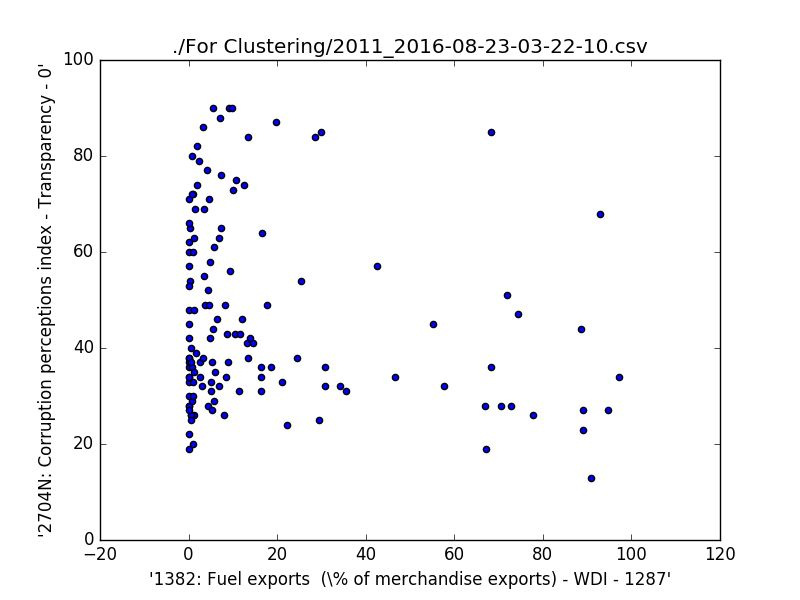 ./For Clustering/2011_2016-08-23-03-22-10.csv
100
80
60
40
20
0
'2704N: Corruption perceptions index - Transparency - 0'
−20 0 20 40 60 80 100 120
'1382: Fuel exports  (\% of merchandise exports) - WDI - 1287'